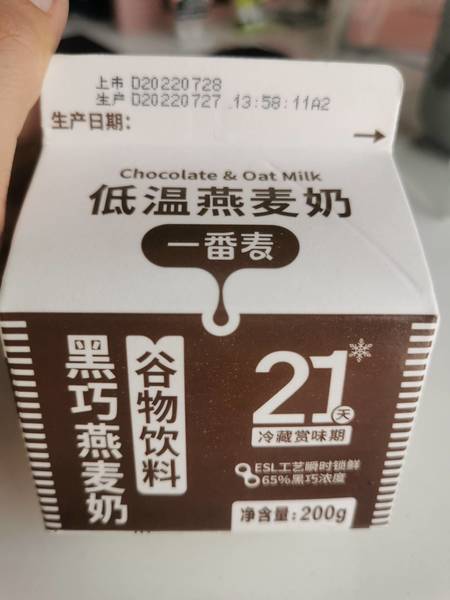 上市 D20220728
生产 D20220727 13:58:11A2
生产日期:
Chocolate & Oat Milk
低温燕麦奶
一番麦
黑巧燕麦奶
谷物饮料
21天
冷藏赏味期
ESL工艺瞬时锁鲜
65%黑巧浓度
净含量:200g